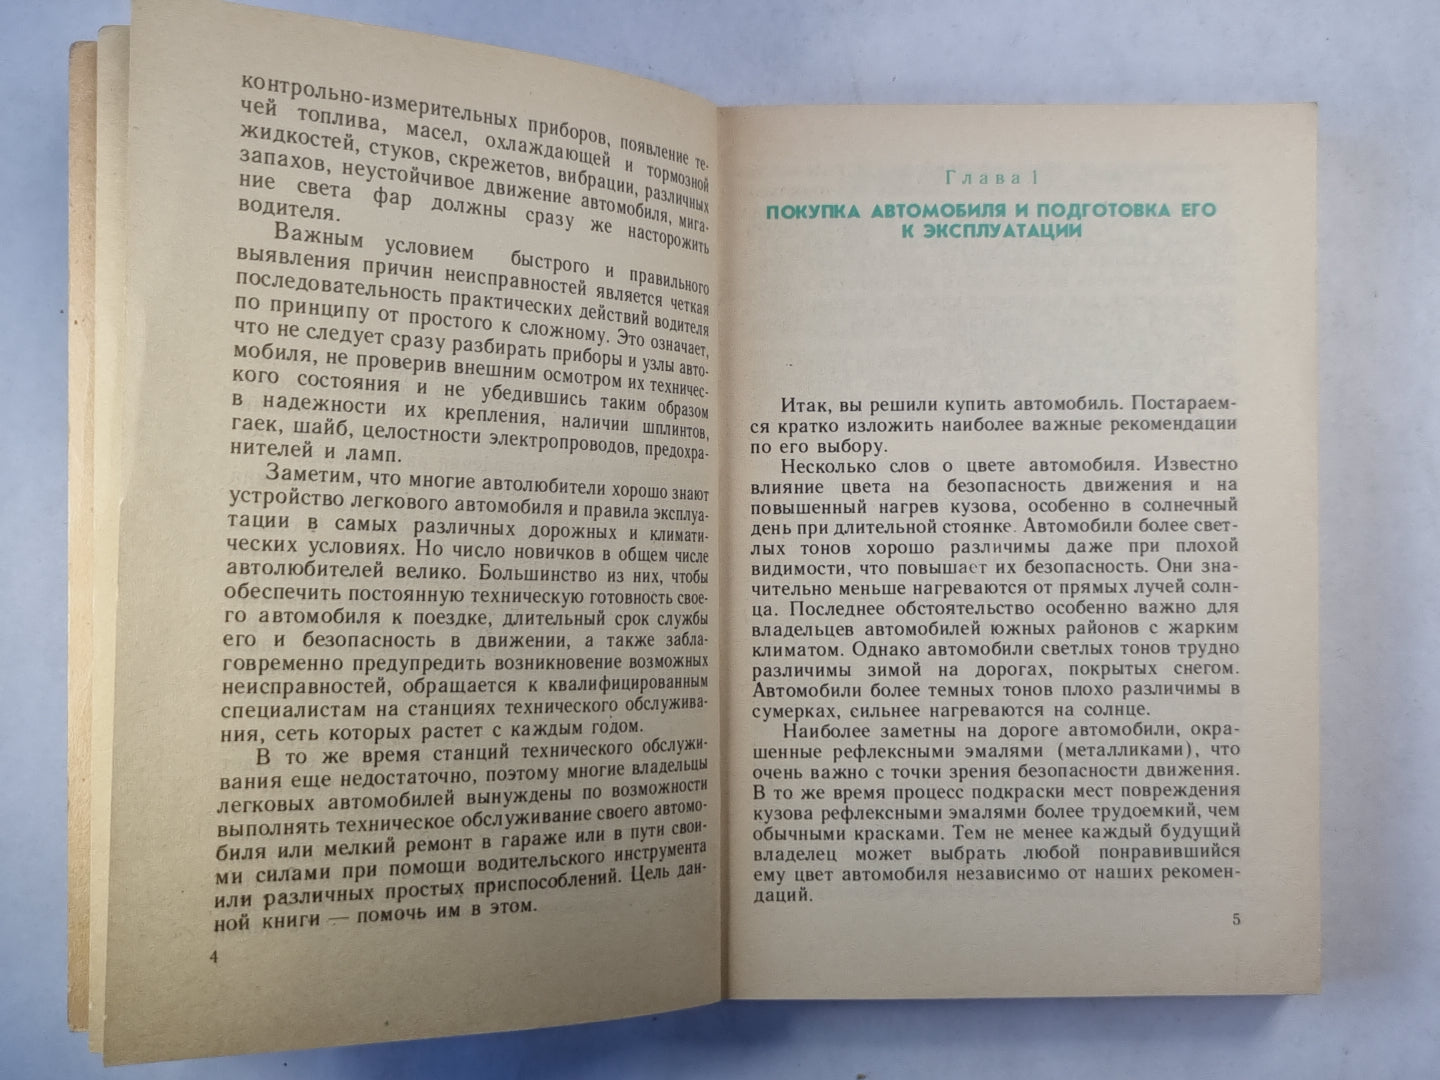 контрольно-измерительных приборов, появление те-
чей топлива, масел, охлаждающей и тормозной
жидкостей, стуков, скрежетов, вибрации, различных
запахов, неустойчивое движение автомобиля, мига-
ние света фар должны сразу же насторожить
водителя.
Важным условием быстрого и правильного
выявления причин неисправностей является четкая
последовательность практических действий водителя
по принципу от простого к сложному. Это означает,
что не следует сразу разбирать приборы и узлы авто-
мобиля, не проверив внешним осмотром их техничес-
кого состояния и не убедившись таким образом
в надежности их крепления, наличии шплинтов,
гаек, шайб, целостности электропроводов, предохра-
нителей и ламп.
Заметим, что многие автолюбители хорошо знают
устройство легкового автомобиля и правила эксплуа-
тации в самых различных дорожных и климати-
ческих условиях. Но число новичков в общем числе
автолюбителей велико. Большинство из них, чтобы
обеспечить постоянную техническую готовность свое-
го автомобиля к поездке, длительный срок службы
его и безопасность в движении, а также забла-
говременно предупредить возникновение возможных
неисправностей, обращается к квалифицированным
специалистам на станциях технического обслужива-
ния, сеть которых растет с каждым годом.
В то же время станций технического обслужи-
вания еще недостаточно, поэтому многие владельцы
легковых автомобилей вынуждены по возможности
выполнять техническое обслуживание своего автомо-
биля или мелкий ремонт в гараже или в пути свои-
ми силами при помощи водительского инструмента
или различных простых приспособлений. Цель дан-
ной книги — помочь им в этом.
4
Глава 1
ПОКУПКА АВТОМОБИЛЯ И ПОДГОТОВКА ЕГО
К ЭКСПЛУАТАЦИИ
Итак, вы решили купить автомобиль. Постараем-
ся кратко изложить наиболее важные рекомендации
по его выбору.
Несколько слов о цвете автомобиля. Известно
влияние цвета на безопасность движения и на
повышенный нагрев кузова, особенно в солнечный
день при длительной стоянке. Автомобили более свет-
лых тонов хорошо различимы даже при плохой
видимости, что повышает их безопасность. Они зна-
чительно меньше нагреваются от прямых лучей солн-
ца. Последнее обстоятельство особенно важно для
владельцев автомобилей южных районов с жарким
климатом. Однако автомобили светлых тонов трудно
различимы зимой на дорогах, покрытых снегом.
Автомобили более темных тонов плохо различимы в
сумерках, сильнее нагреваются на солнце.
Наиболее заметны на дороге автомобили, окра-
шенные рефлексными эмалями (металликами), что
очень важно с точки зрения безопасности движения.
В то же время процесс подкраски мест повреждения
кузова рефлексными эмалями более трудоемкий, чем
обычными красками. Тем не менее каждый будущий
владелец может выбрать любой понравившийся
ему цвет автомобиля независимо от наших рекомен-
даций.
5